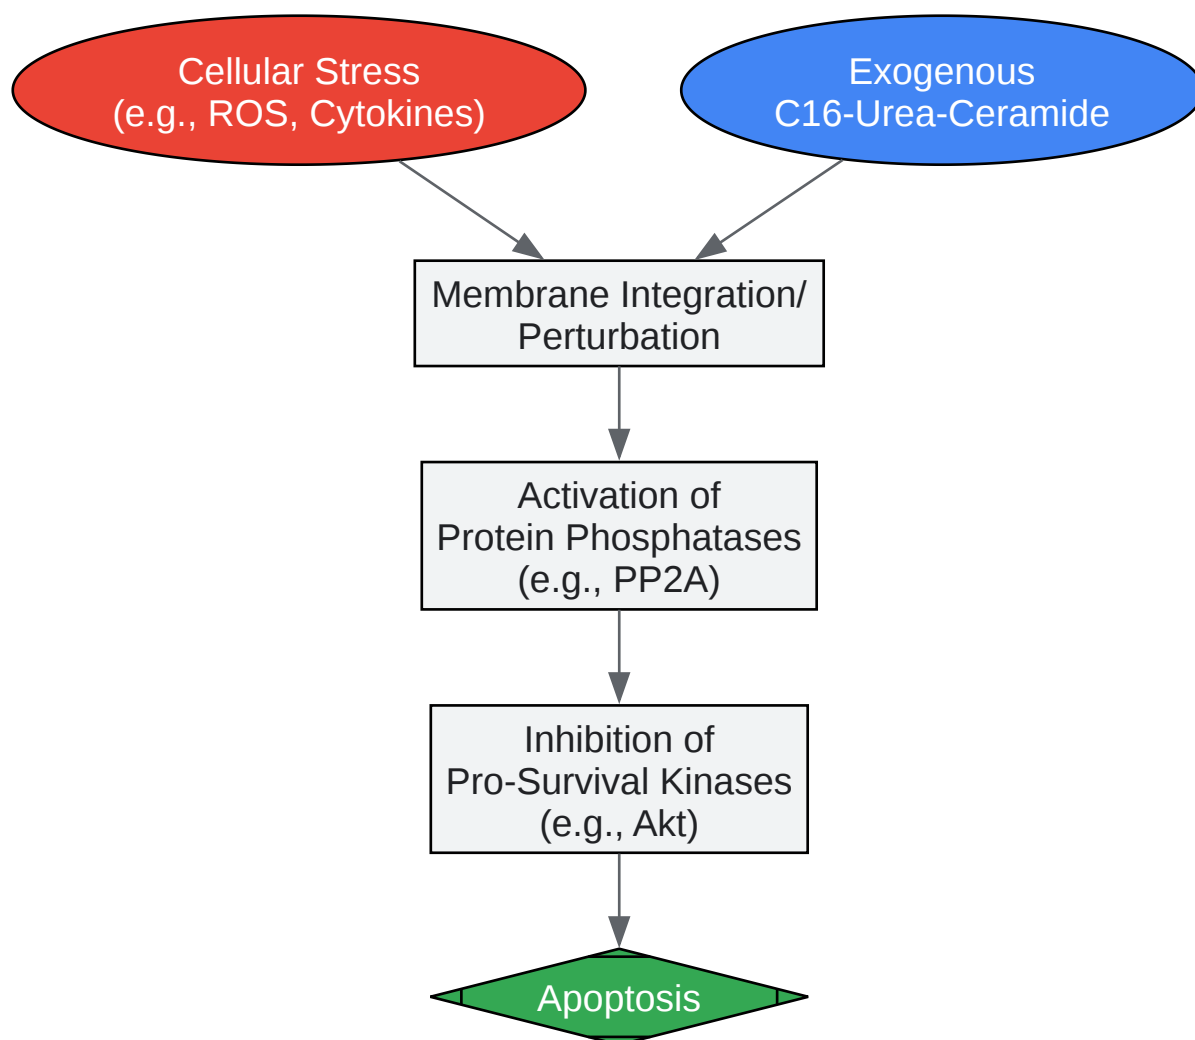 Cellular Stress
(e.g., ROS, Cytokines)
Exogenous
C16-Urea-Ceramide
Membrane Integration/
Perturbation
Activation of
Protein Phosphatases
(e.g., PP2A)
Inhibition of
Pro-Survival Kinases
(e.g., Akt)
Apoptosis